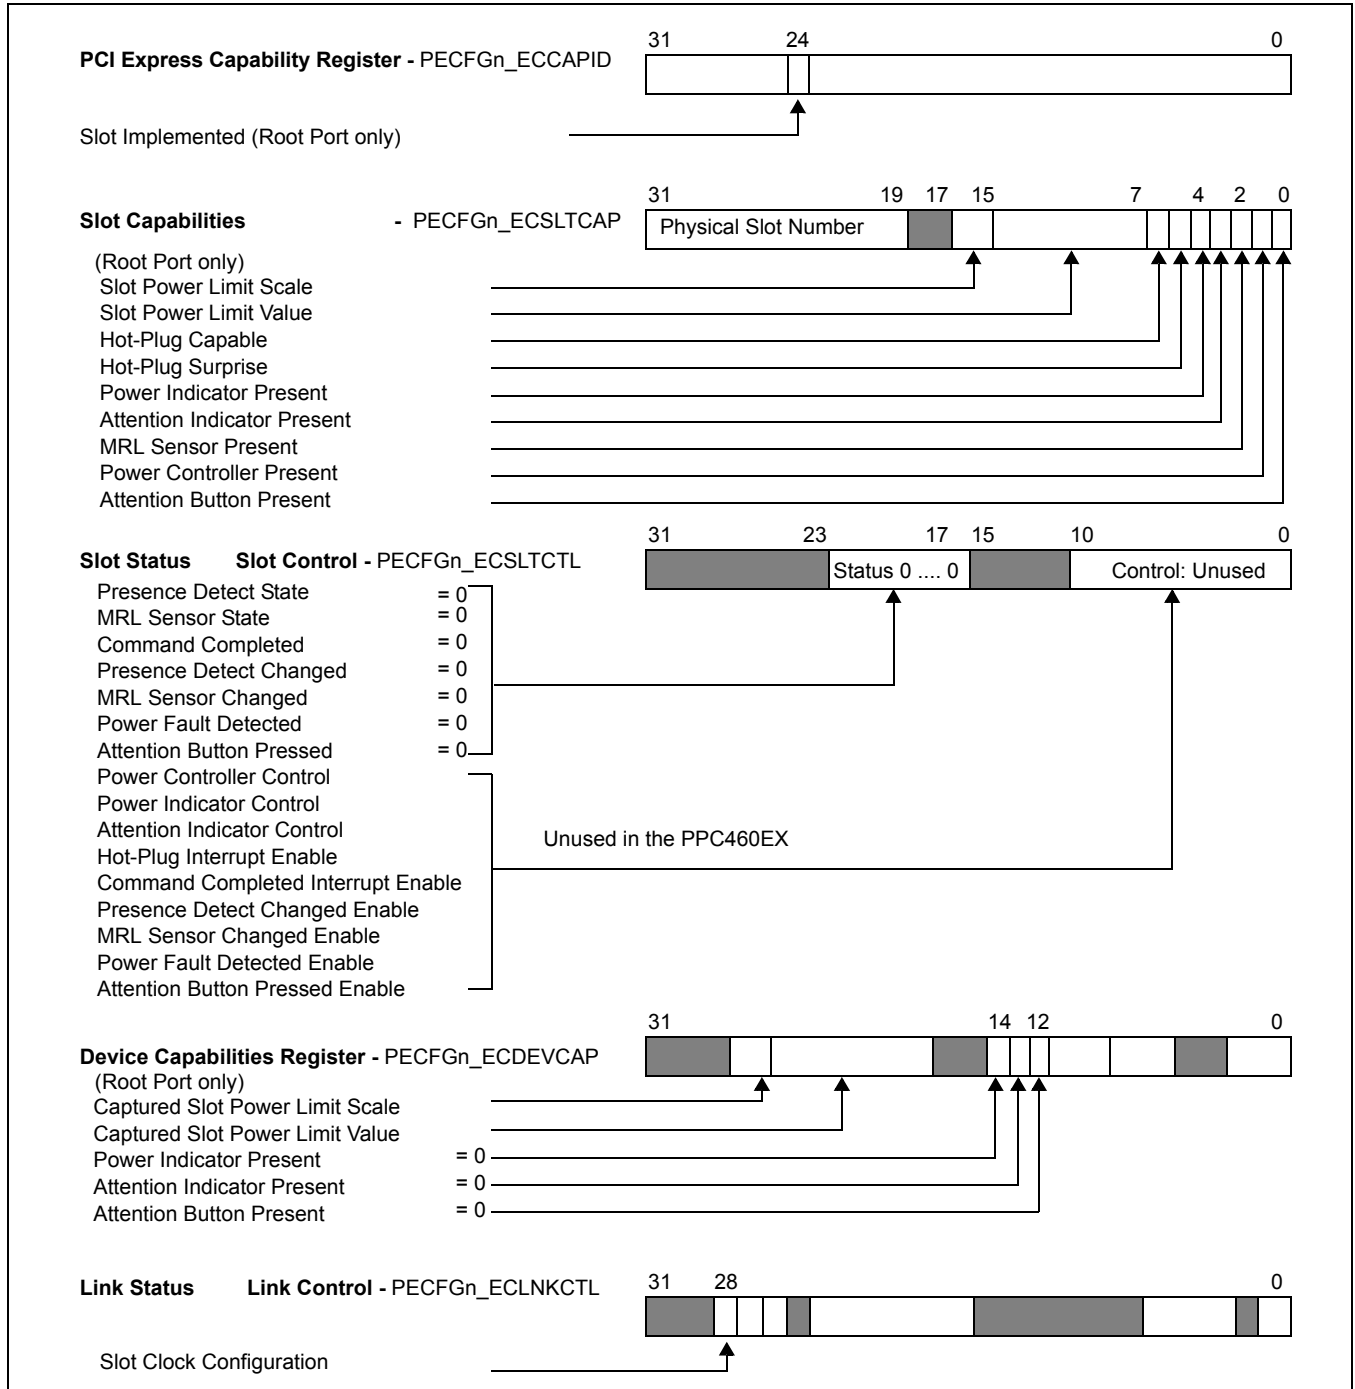 31 24 0
PCI Express Capability Register - PECFGn_ECCAPID
Slot Implemented (Root Port only)
31 19 17 15 7 4 2 0
Slot Capabilities - PECFGn_ECSLTCAP Physical Slot Number
(Root Port only)
Slot Power Limit Scale
Slot Power Limit Value
Hot-Plug Capable
Hot-Plug Surprise
Power Indicator Present
Attention Indicator Present
MRL Sensor Present
Power Controller Present
Attention Button Present
31 23 17 15 10 0
Slot Status Slot Control - PECFGn_ECSLTCTL Status 0 .... 0 Control: Unused
Presence Detect State = 0
MRL Sensor State = 0
Command Completed = 0
Presence Detect Changed = 0
MRL Sensor Changed = 0
Power Fault Detected = 0
Attention Button Pressed = 0
Power Controller Control
Power Indicator Control
Attention Indicator Control
Unused in the PPC460EX
Hot-Plug Interrupt Enable
Command Completed Interrupt Enable
Presence Detect Changed Enable
MRL Sensor Changed Enable
Power Fault Detected Enable
Attention Button Pressed Enable
31 14 12 0
Device Capabilities Register - PECFGn_ECDEVCAP
(Root Port only)
Captured Slot Power Limit Scale
Captured Slot Power Limit Value
Power Indicator Present = 0
Attention Indicator Present = 0
Attention Button Present = 0
31 28 0
Link Status Link Control - PECFGn_ECLNKCTL
Slot Clock Configuration